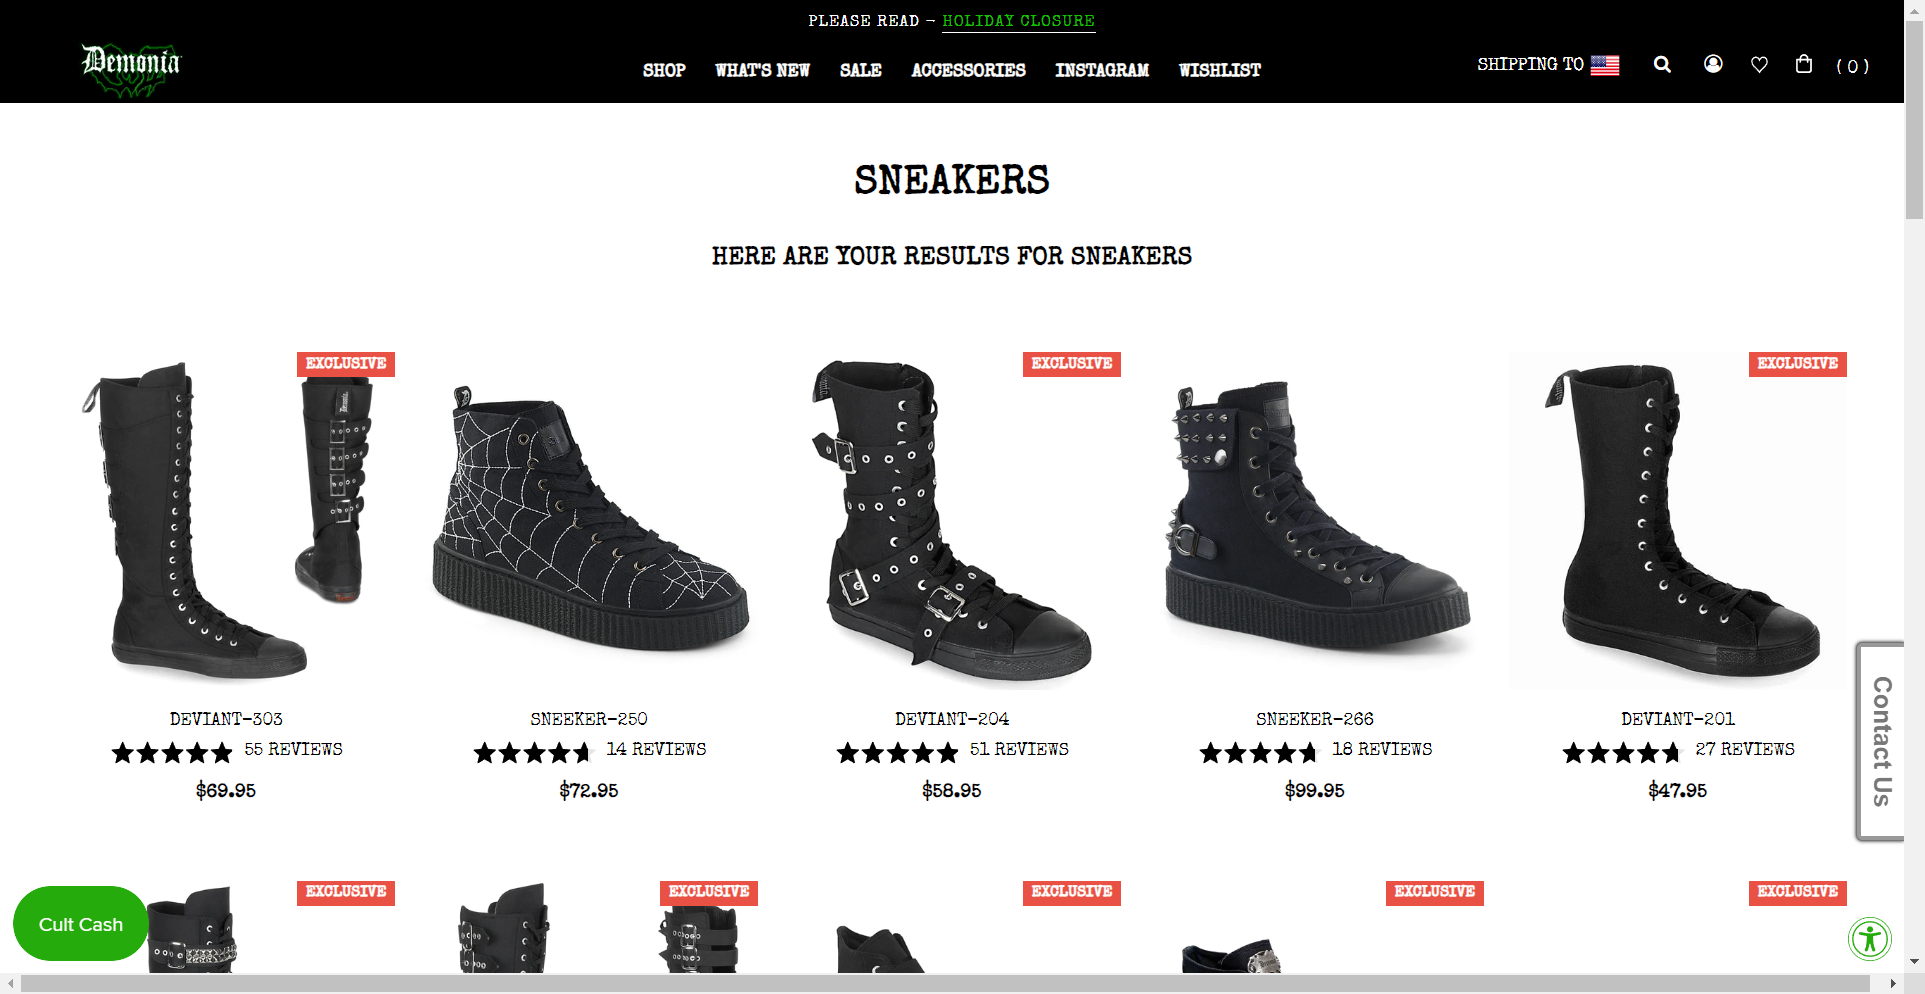 PLEASE READ - HOLIDAY CLOSURE
Demonia
SHOP WHAT'S NEW SALE ACCESSORIES INSTAGRAM WISHLIST
SHIPPING TO
( 0 )
SNEAKERS
HERE ARE YOUR RESULTS FOR SNEAKERS
EXCLUSIVE
EXCLUSIVE
EXCLUSIVE
DEVIANT-303
55 REVIEWS
$69.95
SNEEKER-250
14 REVIEWS
$72.95
DEVIANT-204
51 REVIEWS
$58.95
SNEEKER-266
18 REVIEWS
$99.95
DEVIANT-201
27 REVIEWS
$47.95
Contact Us
EXCLUSIVE
EXCLUSIVE
EXCLUSIVE
EXCLUSIVE
EXCLUSIVE
Cult Cash